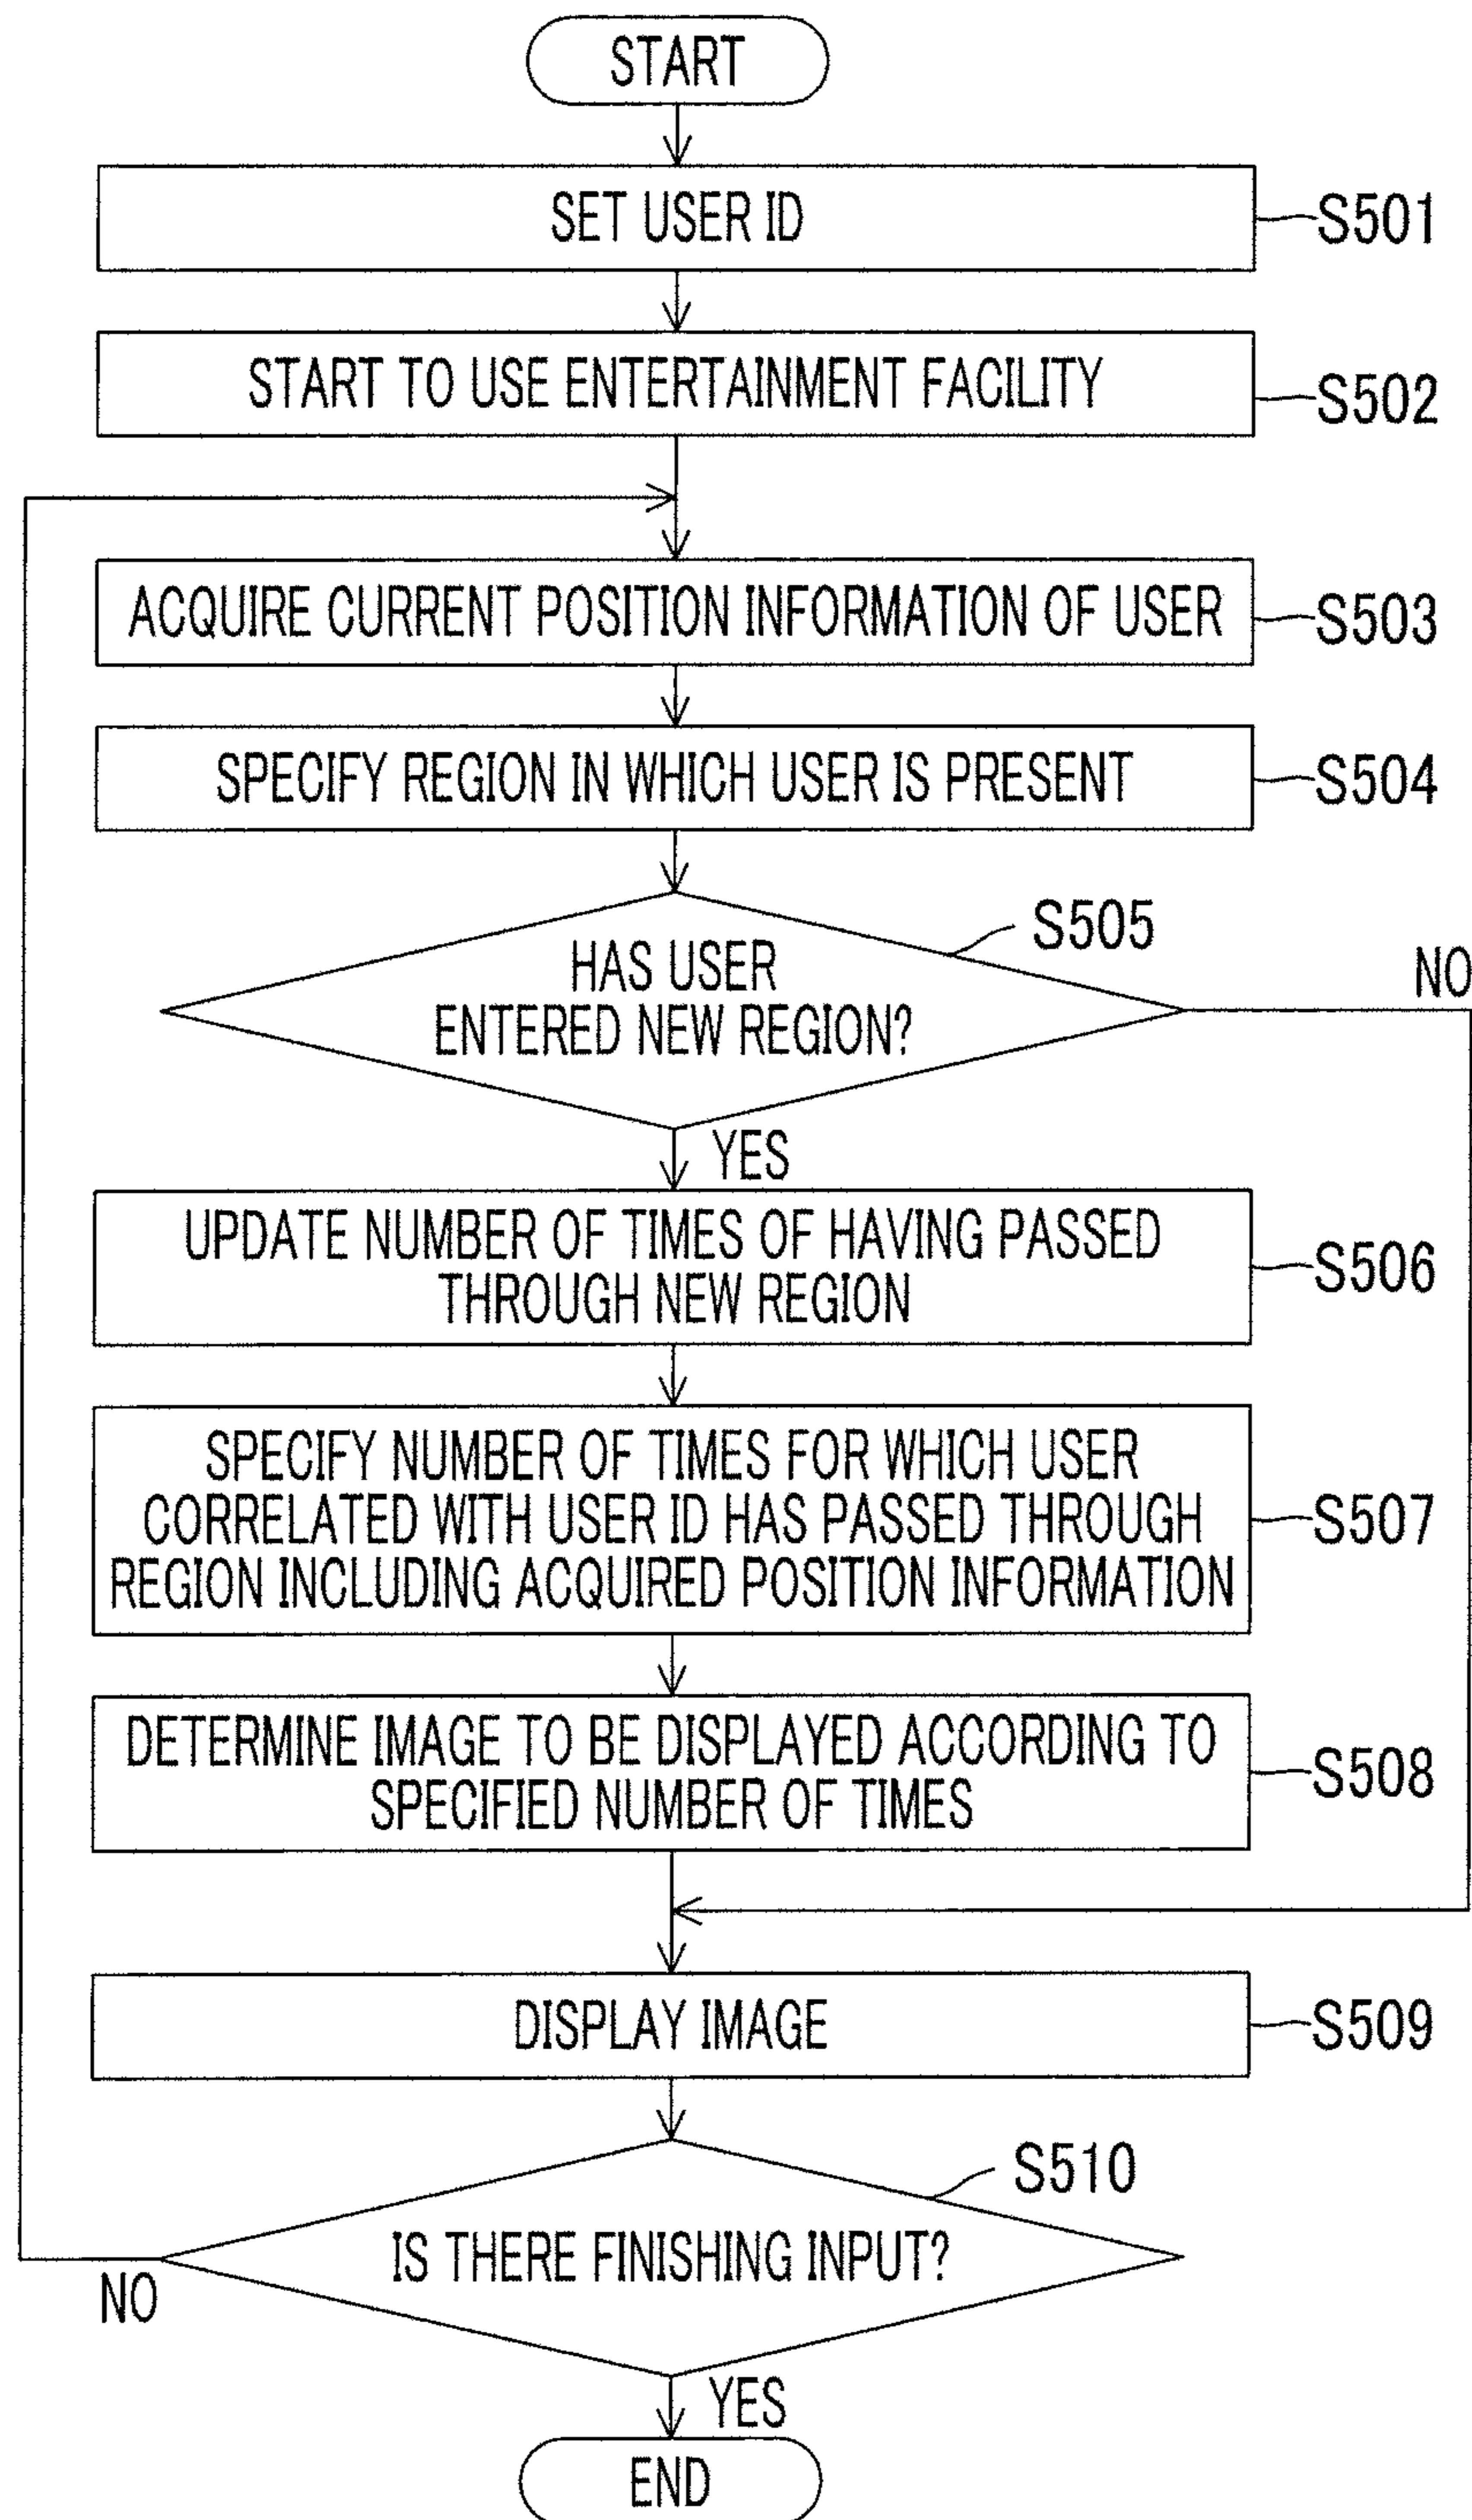 START
SET USER ID
S501
START TO USE ENTERTAINMENT FACILITY
S502
ACQUIRE CURRENT POSITION INFORMATION OF USER
S503
SPECIFY REGION IN WHICH USER IS PRESENT
S504
S505
HAS USER
ENTERED NEW REGION?
NO
YES
UPDATE NUMBER OF TIMES OF HAVING PASSED
THROUGH NEW REGION
S506
SPECIFY NUMBER OF TIMES FOR WHICH USER
CORRELATED WITH USER ID HAS PASSED THROUGH
REGION INCLUDING ACQUIRED POSITION INFORMATION
S507
DETERMINE IMAGE TO BE DISPLAYED ACCORDING TO
SPECIFIED NUMBER OF TIMES
S508
DISPLAY IMAGE
S509
S510
IS THERE FINISHING INPUT?
NO
YES
END